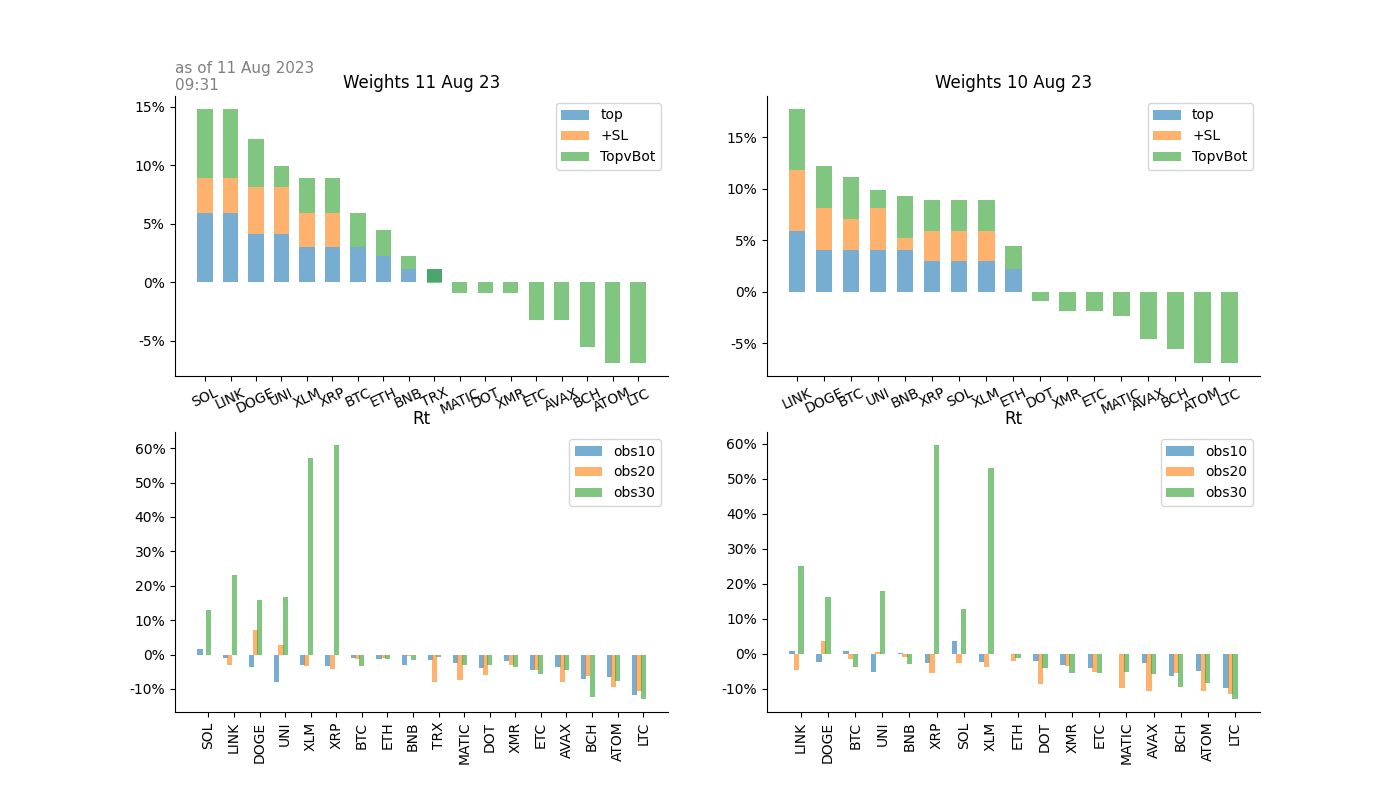 as of 11 Aug 2023
09:31
Weights 11 Aug 23
15%
10%
5%
0%
-5%
top
+SL
TopvBot
SOL LINK DOGE UNI XLM XRP BTC ETH BNB TRX MATIC DOT XMR ETC AVAX BCH ATOM LTC
Weights 10 Aug 23
15%
10%
5%
0%
-5%
top
+SL
TopvBot
LINK DOGE BTC UNI BNB XRP SOL XLM ETH DOT XMR ETC MATIC AVAX BCH ATOM LTC
Rt
60%
50%
40%
30%
20%
10%
0%
-10%
obs10
obs20
obs30
SOL LINK DOGE UNI XLM XRP BTC ETH BNB TRX MATIC DOT XMR ETC AVAX BCH ATOM LTC
Rt
60%
50%
40%
30%
20%
10%
0%
-10%
obs10
obs20
obs30
LINK DOGE BTC UNI BNB XRP SOL XLM ETH DOT XMR ETC MATIC AVAX BCH ATOM LTC